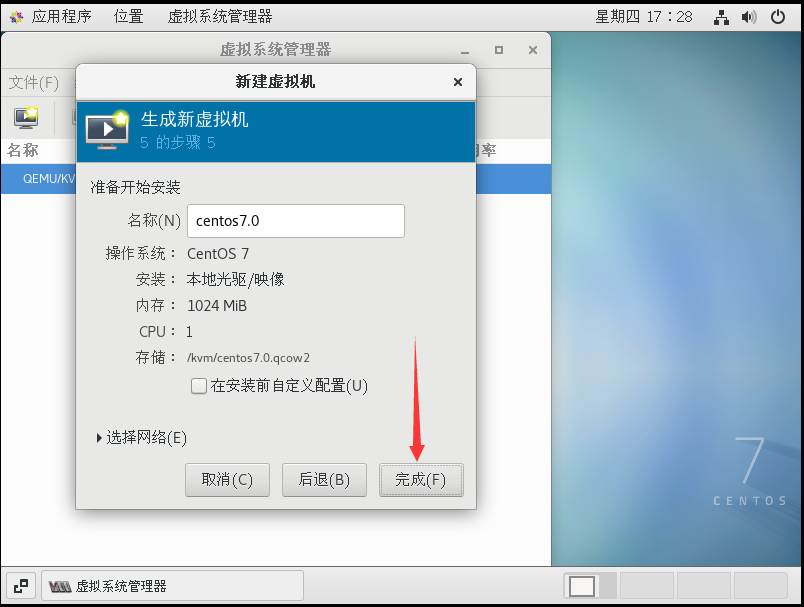 应用程序 位置 虚拟系统管理器 星期四 17：28
虚拟系统管理器
文件(F)
新建虚拟机
生成新虚拟机
5 的步骤 5
名称
率
QEMU/KV
准备开始安装
名称(N) centos7.0
操作系统： CentOS 7
安装： 本地光驱/映像
内存： 1024 MiB
CPU： 1
存储： /kvm/centos7.0.qcow2
在安装前自定义配置(U)
选择网络(E)
取消(C) 后退(B) 完成(F)
7
CENTOS
虚拟系统管理器